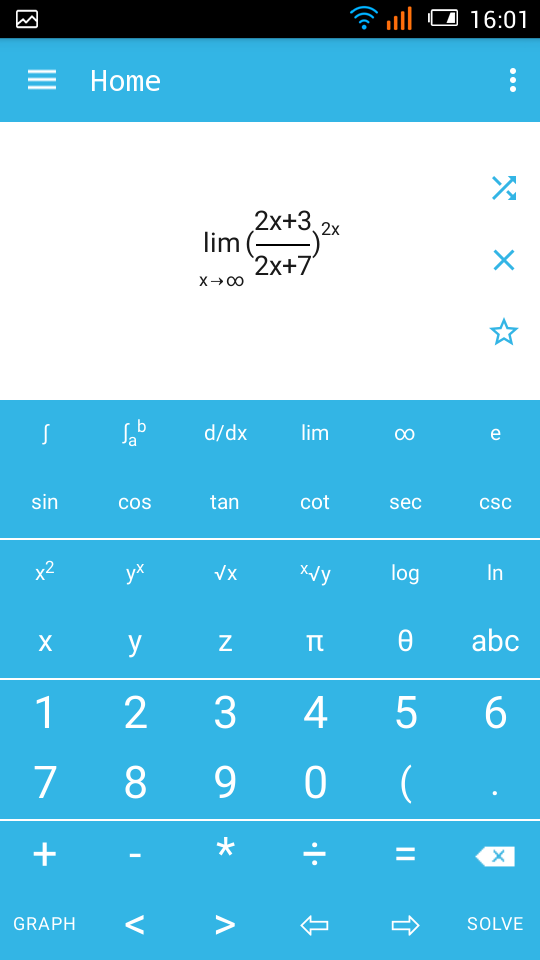 16:01
Home
lim (2x+3/2x+7)^2x
x→∞
∫ ∫ₐᵇ d/dx lim ∞ e
sin cos tan cot sec csc
x² yˣ √x ˣ√y log ln
x y z π θ abc
1 2 3 4 5 6
7 8 9 0 ( .
+ - * ÷ =
GRAPH < > ⇦ ⇨ SOLVE